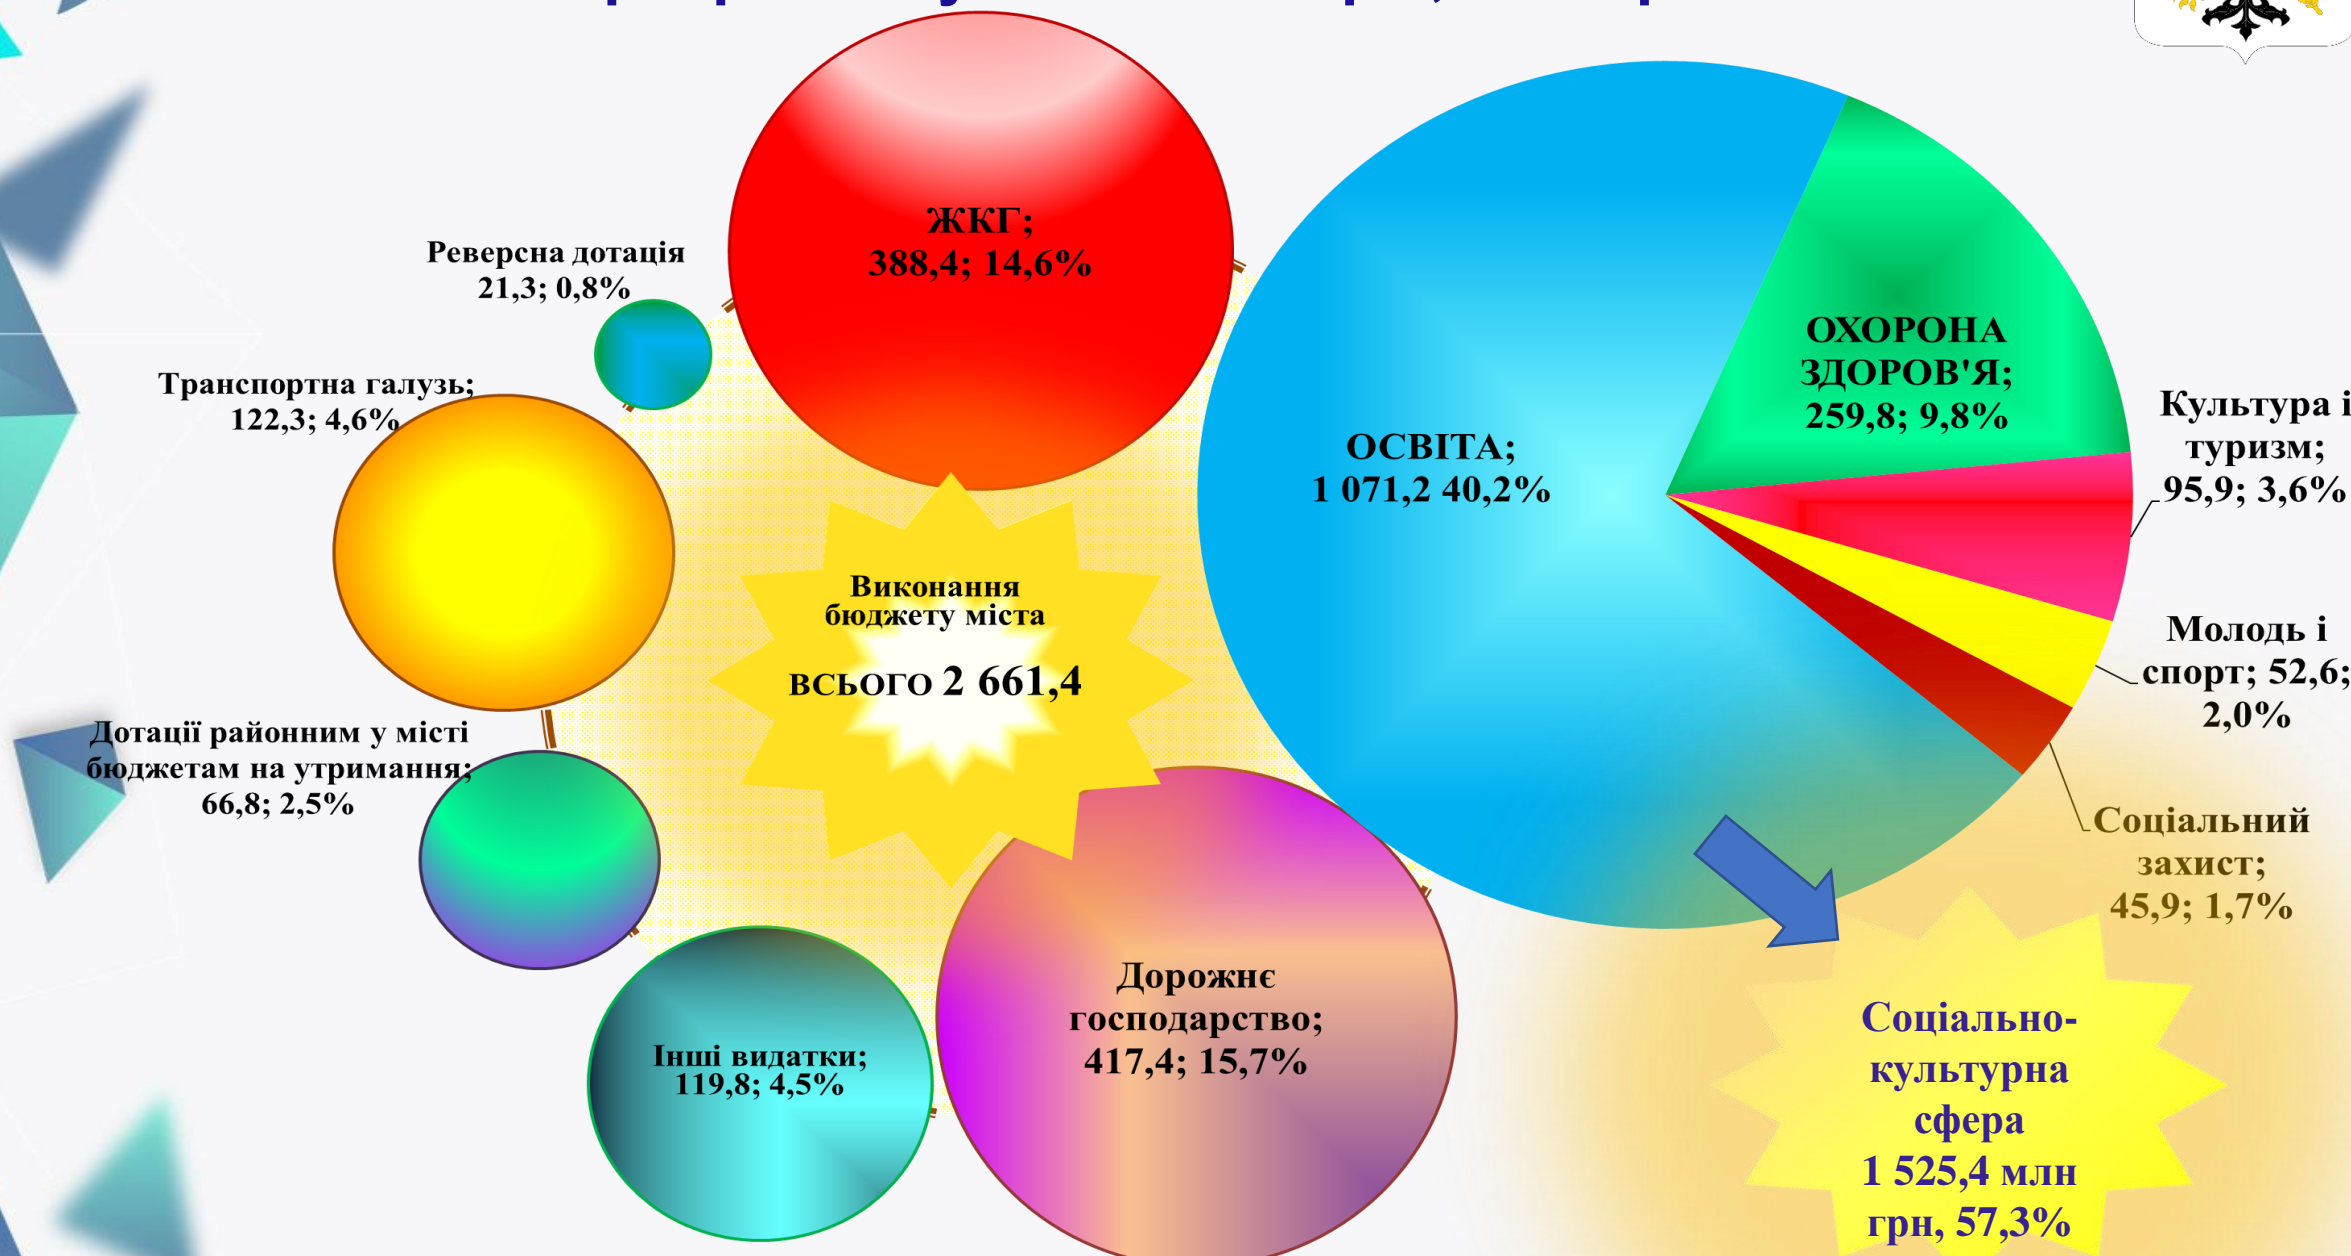 ЖКГ;
388,4; 14,6%
Реверсна дотація
21,3; 0,8%
Транспортна галузь;
122,3; 4,6%
Дотації районним у місті
бюджетам на утримання;
66,8; 2,5%
Інші видатки;
119,8; 4,5%
Дорожнє
господарство;
417,4; 15,7%
Виконання
бюджету міста
ВСЬОГО 2 661,4
ОСВІТА;
1 071,2 40,2%
ОХОРОНА
ЗДОРОВ'Я;
259,8; 9,8%
Культура і
туризм;
95,9; 3,6%
Молодь і
спорт; 52,6;
2,0%
Соціальний
захист;
45,9; 1,7%
Соціально-
культурна
сфера
1 525,4 млн
грн, 57,3%